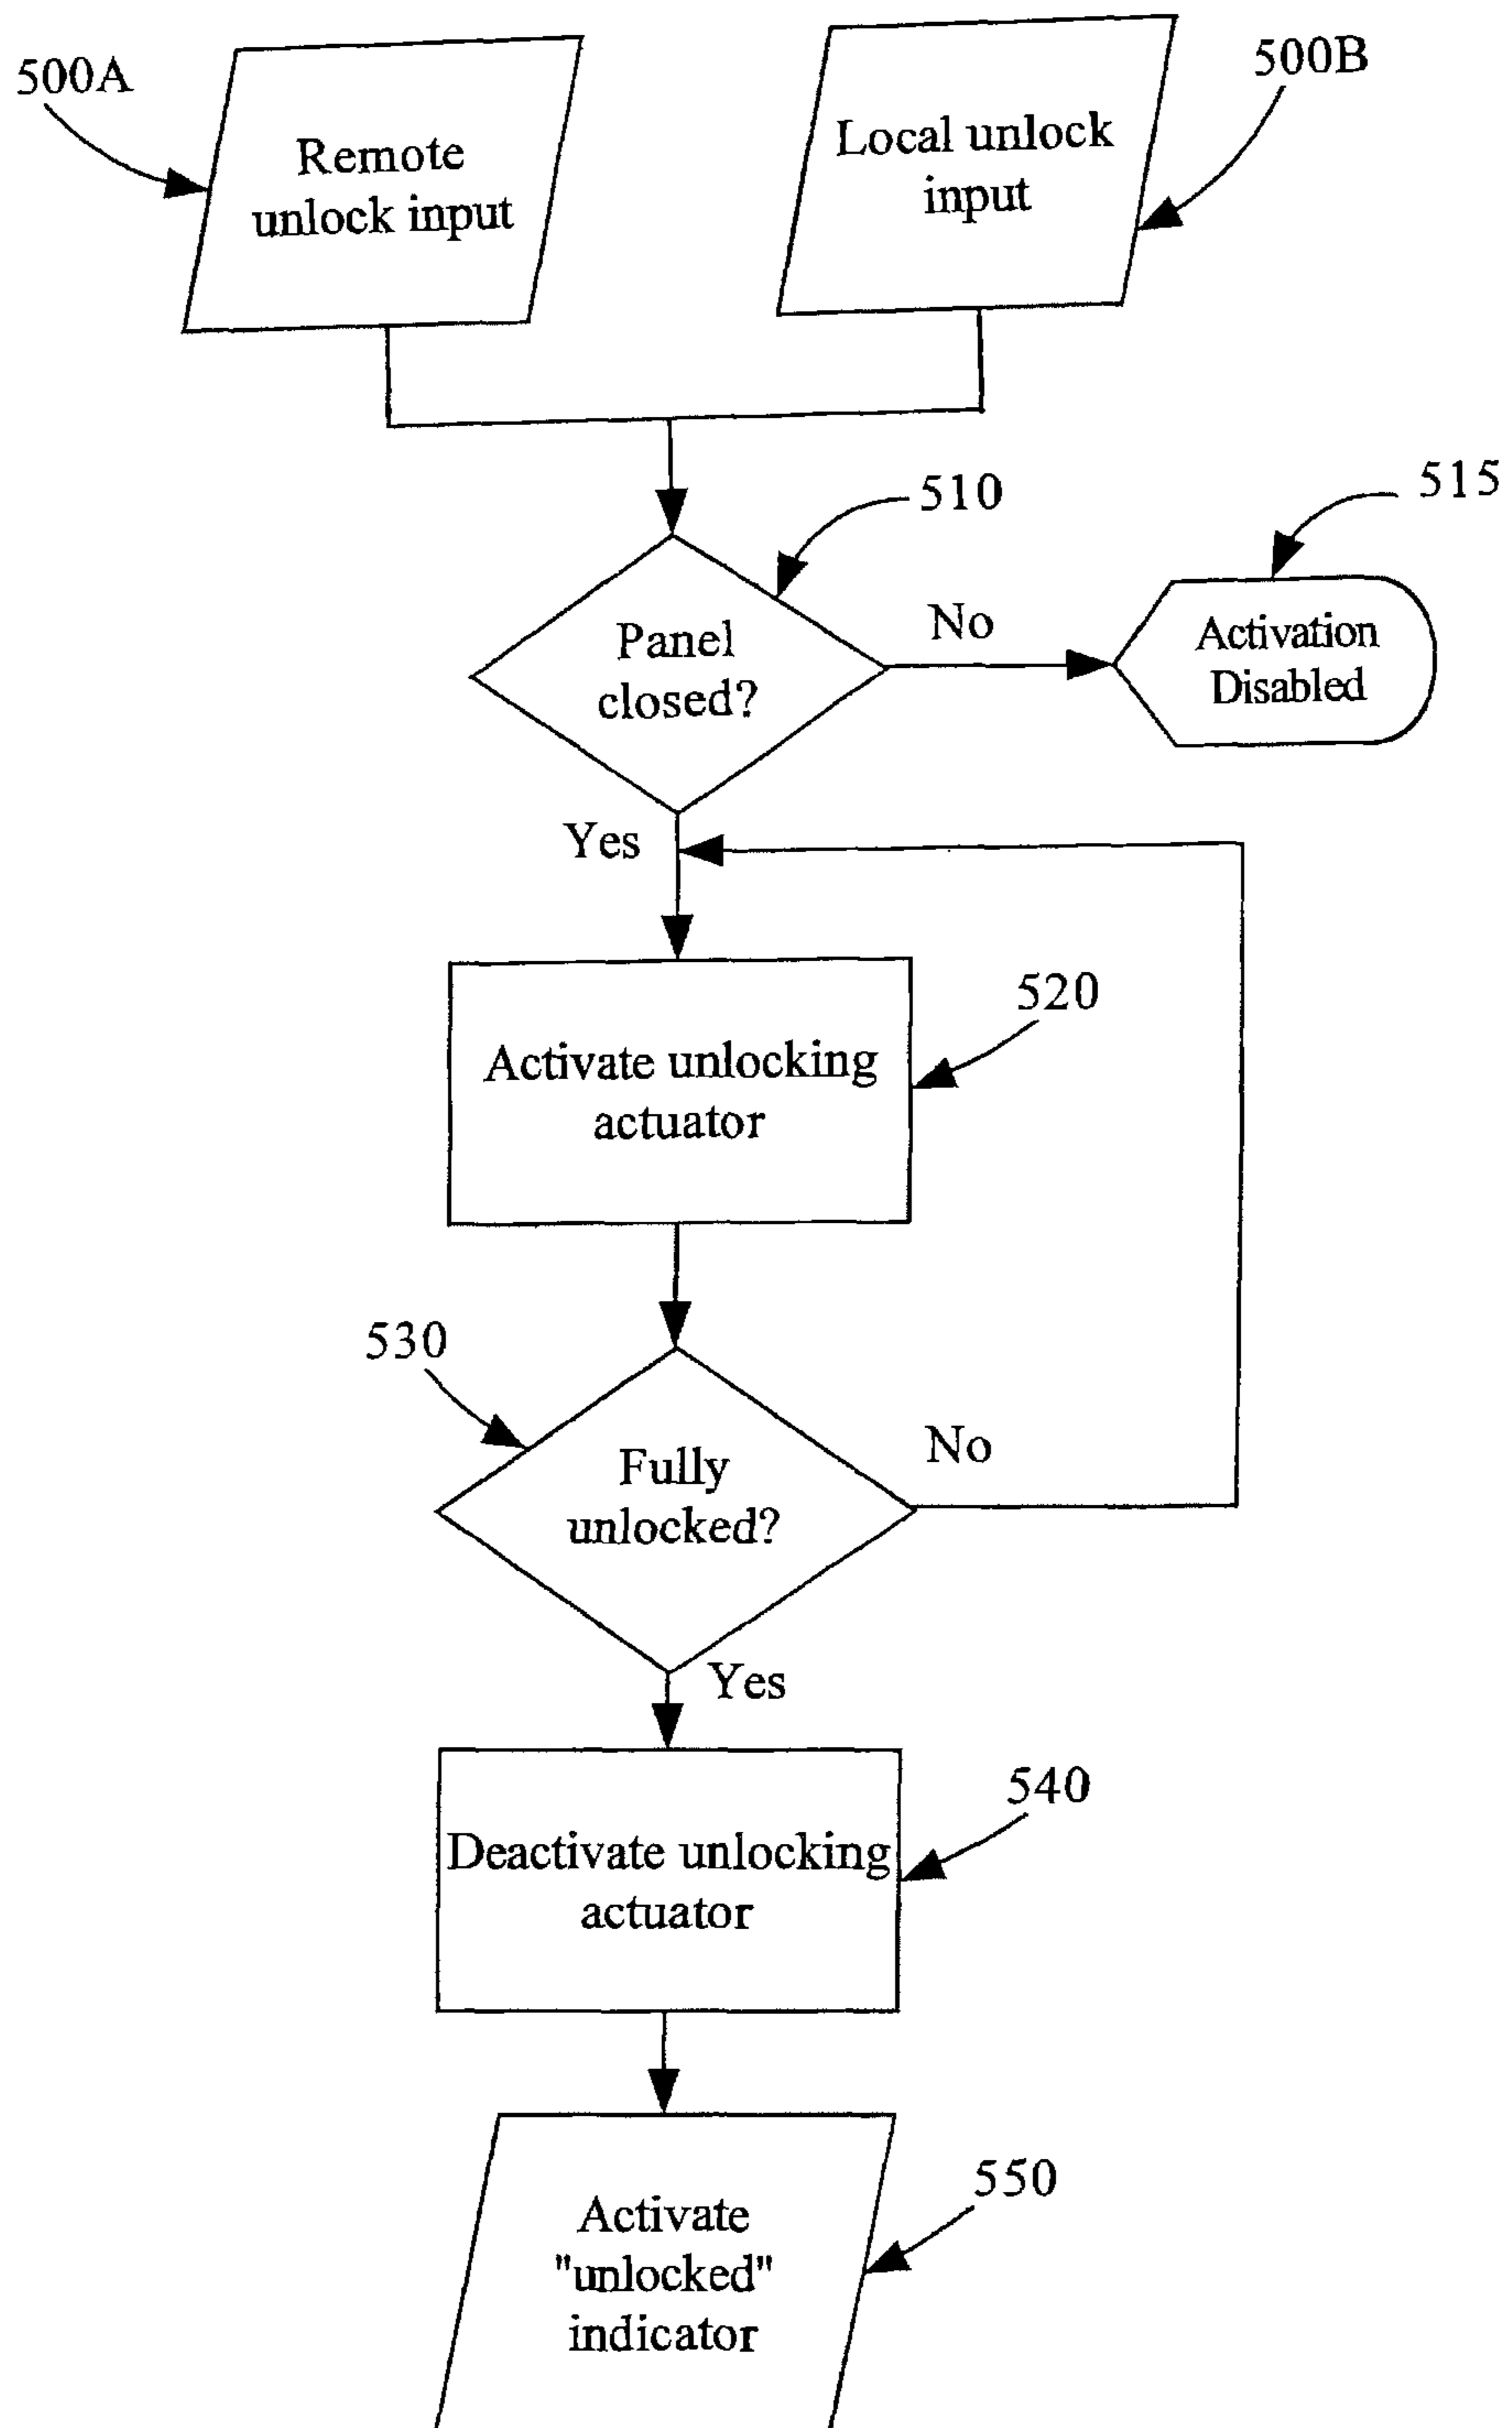 500A
Remote
unlock input
Local unlock
input
500B
510
515
Panel
closed?
No
Activation
Disabled
Yes
520
Activate unlocking
actuator
530
Fully
unlocked?
No
Yes
540
Deactivate unlocking
actuator
550
Activate
"unlocked"
indicator